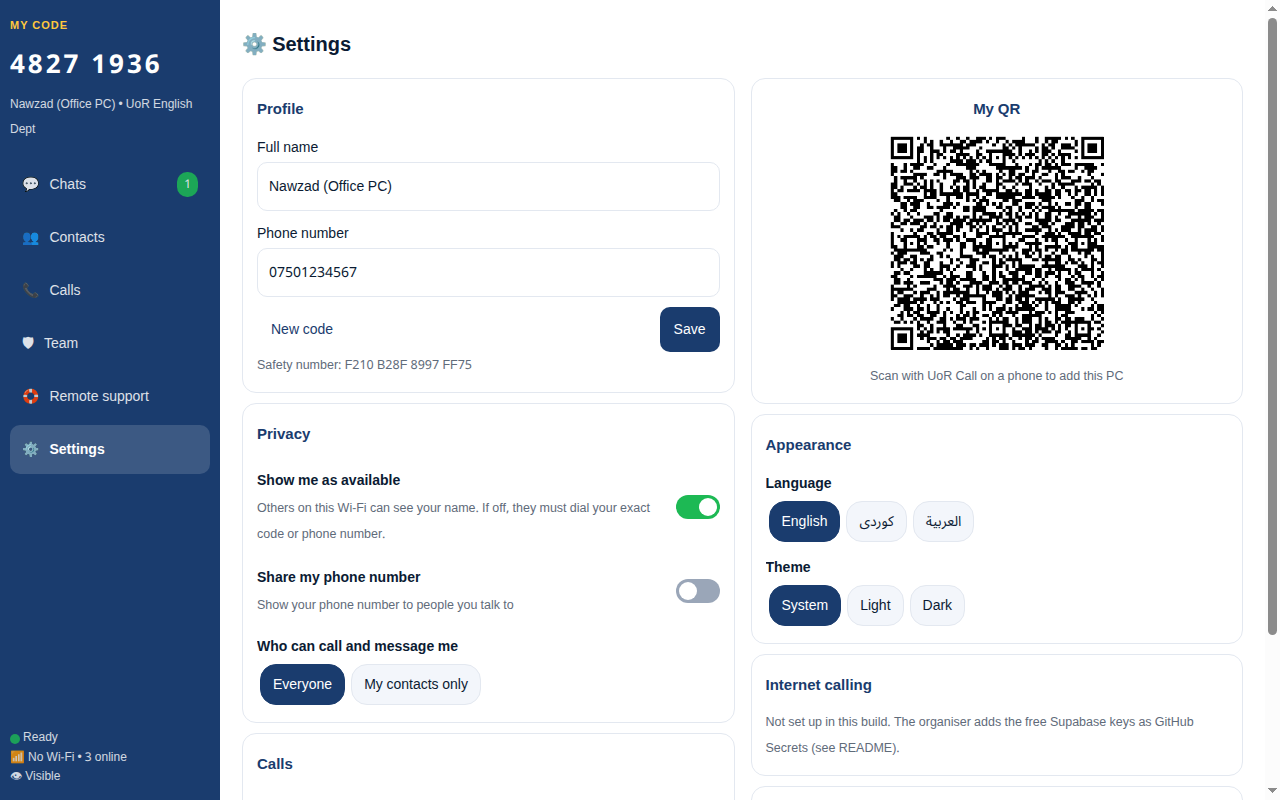 MY CODE
4827 1936
Nawzad (Office PC) • UoR English
Dept
Chats
1
Contacts
Calls
Team
Remote support
Settings
Ready
No Wi-Fi • 3 online
Visible
Settings
Profile
Full name
Nawzad (Office PC)
Phone number
07501234567
New code
Save
Safety number: F210 B28F 8997 FF75
Privacy
Show me as available
Others on this Wi-Fi can see your name. If off, they must dial your exact
code or phone number.
Share my phone number
Show your phone number to people you talk to
Who can call and message me
Everyone
My contacts only
Calls
My QR
Scan with UoR Call on a phone to add this PC
Appearance
Language
English
کوردی
العربية
Theme
System
Light
Dark
Internet calling
Not set up in this build. The organiser adds the free Supabase keys as GitHub
Secrets (see README).